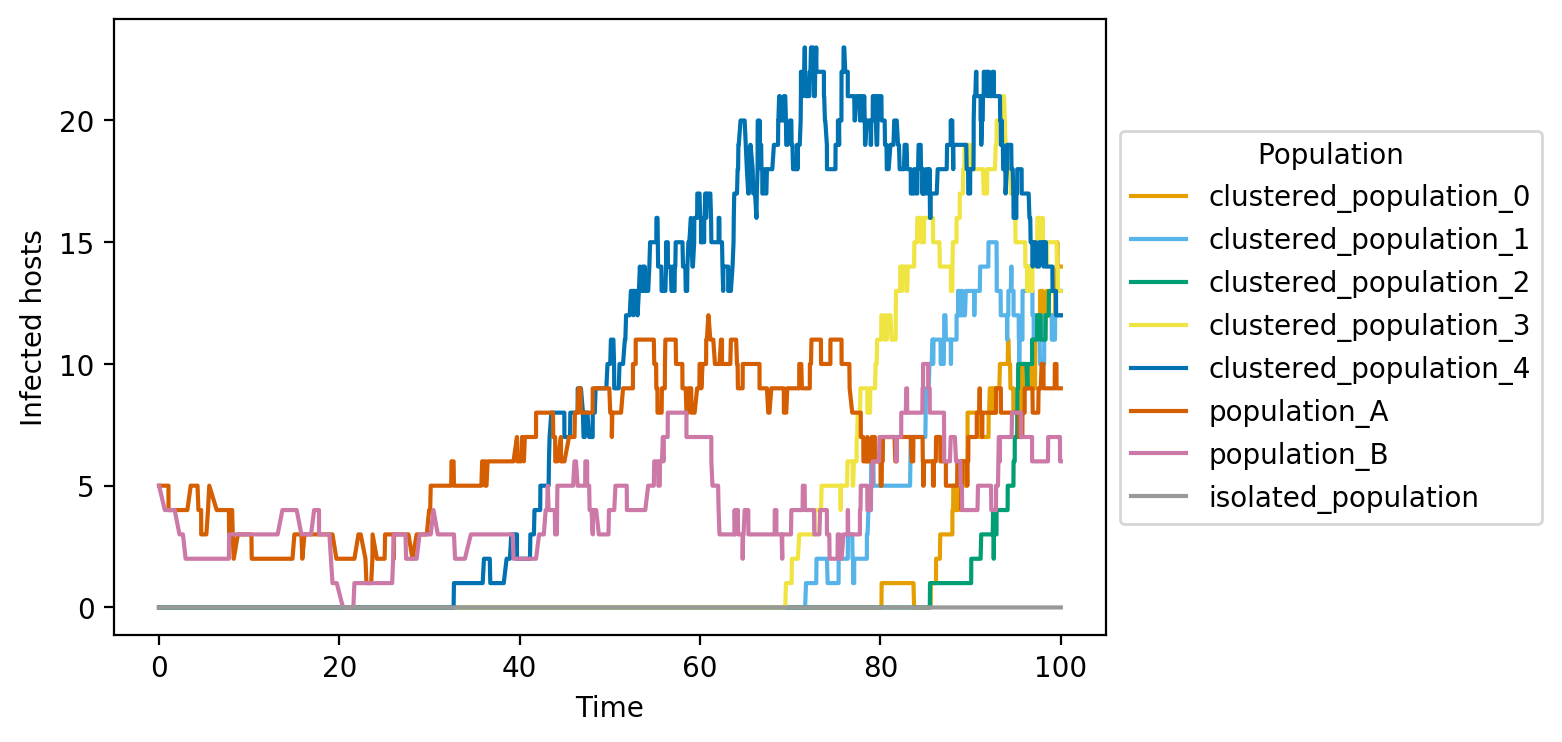 Infected hosts
20
15
10
5
0
0
20
40
60
80
100
Time
Population
clustered_population_0
clustered_population_1
clustered_population_2
clustered_population_3
clustered_population_4
population_A
population_B
isolated_population